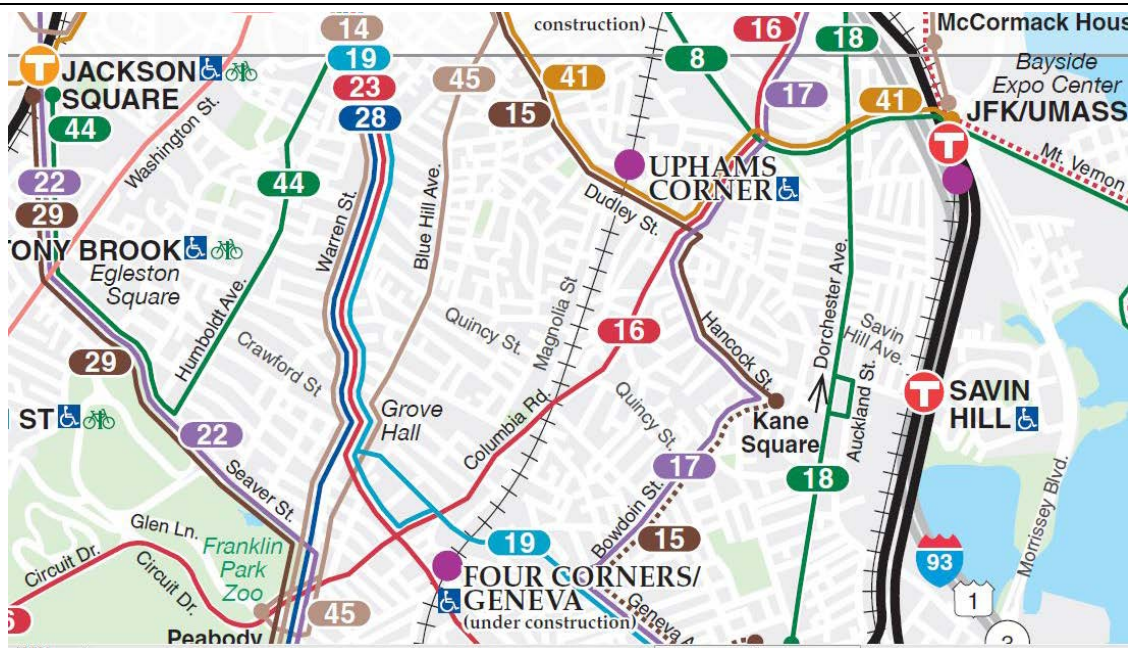 construction)
McCormack Hous
14
16
18
19
8
Bayside
Expo Center
T
JACKSON
SQUARE
45
41
23
17
41
JFK/UMASS
15
28
44
Washington St.
T
Mt. Vernon
UPHAMS
CORNER
22
44
29
Dudley St.
Warren St.
Blue Hill Ave.
TONY BROOK
Egleston
Square
Dorchester Ave.
Humboldt Ave.
Quincy St.
Magnolia St
16
Hancock St.
Savin
Hill Ave.
29
Crawford St
T
SAVIN
HILL
Auckland St.
Quincy St.
ST
Grove
Hall
Kane
Square
22
Columbia Rd.
17
18
Seaver St.
Morrissey Blvd.
Bowdoin St.
Glen Ln.
15
19
Circuit Dr.
Franklin
Park
Zoo
Circuit Dr.
93
FOUR CORNERS/
GENEVA
(under construction)
1
45
Geneva A
Peabody
3